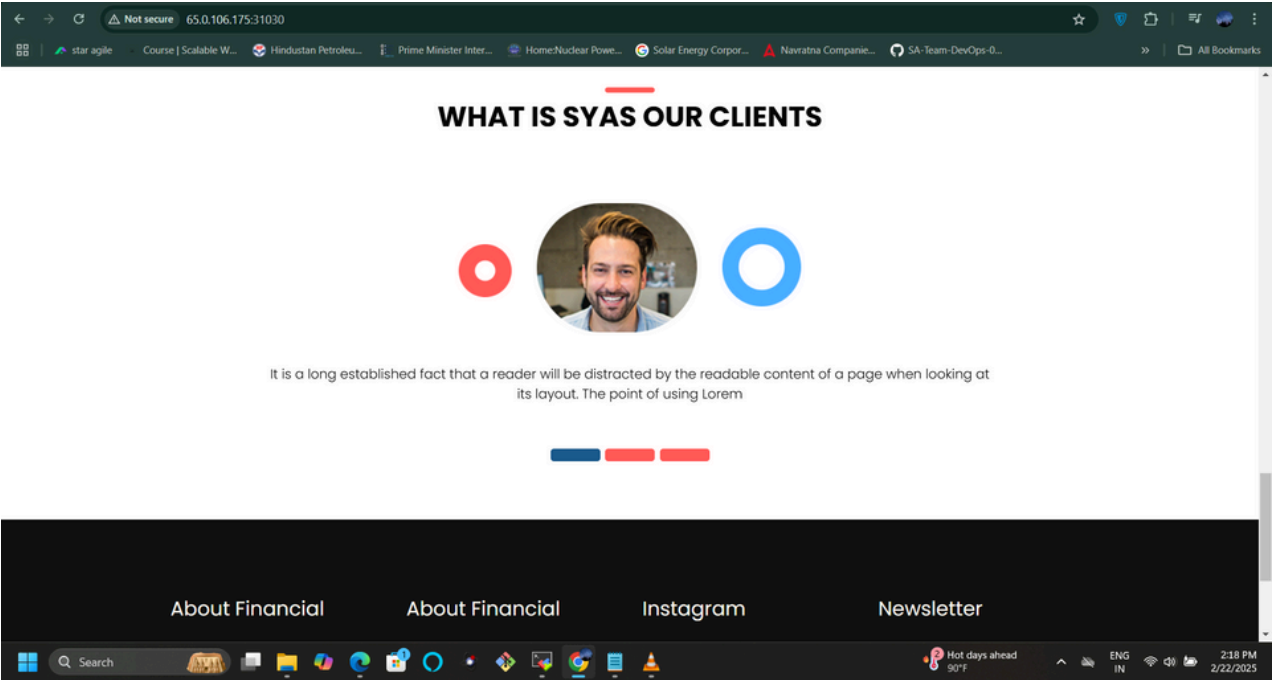 Not secure 65.0.106.175:31030
star agile Course | Scalable W... Hindustan Petroleu... Prime Minister Inter... Home:Nuclear Powe... Solar Energy Corpor... Navratna Companie... SA-Team-DevOps-0... » All Bookmarks
WHAT IS SYAS OUR CLIENTS
It is a long established fact that a reader will be distracted by the readable content of a page when looking at
its layout. The point of using Lorem
About Financial About Financial Instagram Newsletter
Search
2 Hot days ahead
90°F
ENG
IN
2:18 PM
2/22/2025